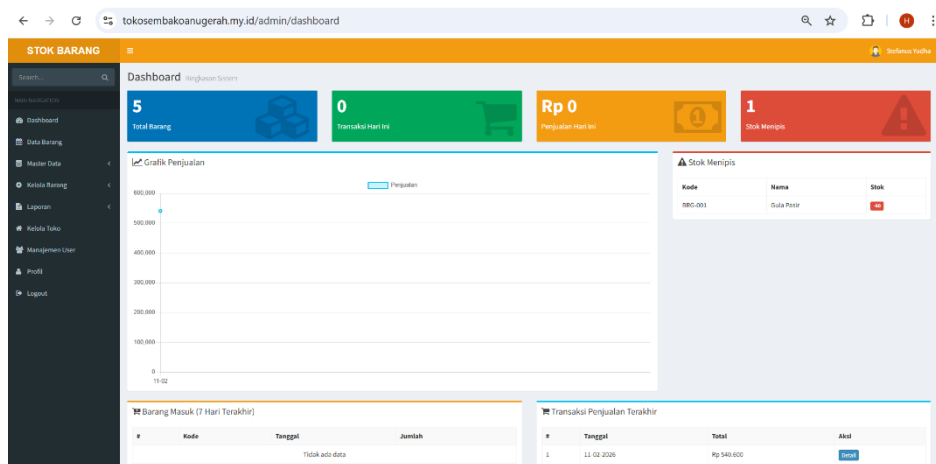 tokosembakoanugerah.my.id/admin/dashboard
H
STOK BARANG
Stefanus Yudha
Search...
MAIN NAVIGATION
Dashboard
Data Barang
Master Data
Kelola Barang
Laporan
Kelola Toko
Manajemen User
Profil
Logout
Dashboard Ringkasan Sistem
5
Total Barang
0
Transaksi Hari Ini
Rp 0
Penjualan Hari Ini
1
Stok Menipis
Grafik Penjualan
Penjualan
600,000
500,000
400,000
300,000
200,000
100,000
0
11-02
Stok Menipis
Kode Nama Stok
BRG-001 Gula Pasir
Barang Masuk (7 Hari Terakhir)
# Kode Tanggal Jumlah
Tidak ada data
Transaksi Penjualan Terakhir
# Tanggal Total Aksi
1 11-02-2026 Rp 540.600 Detail